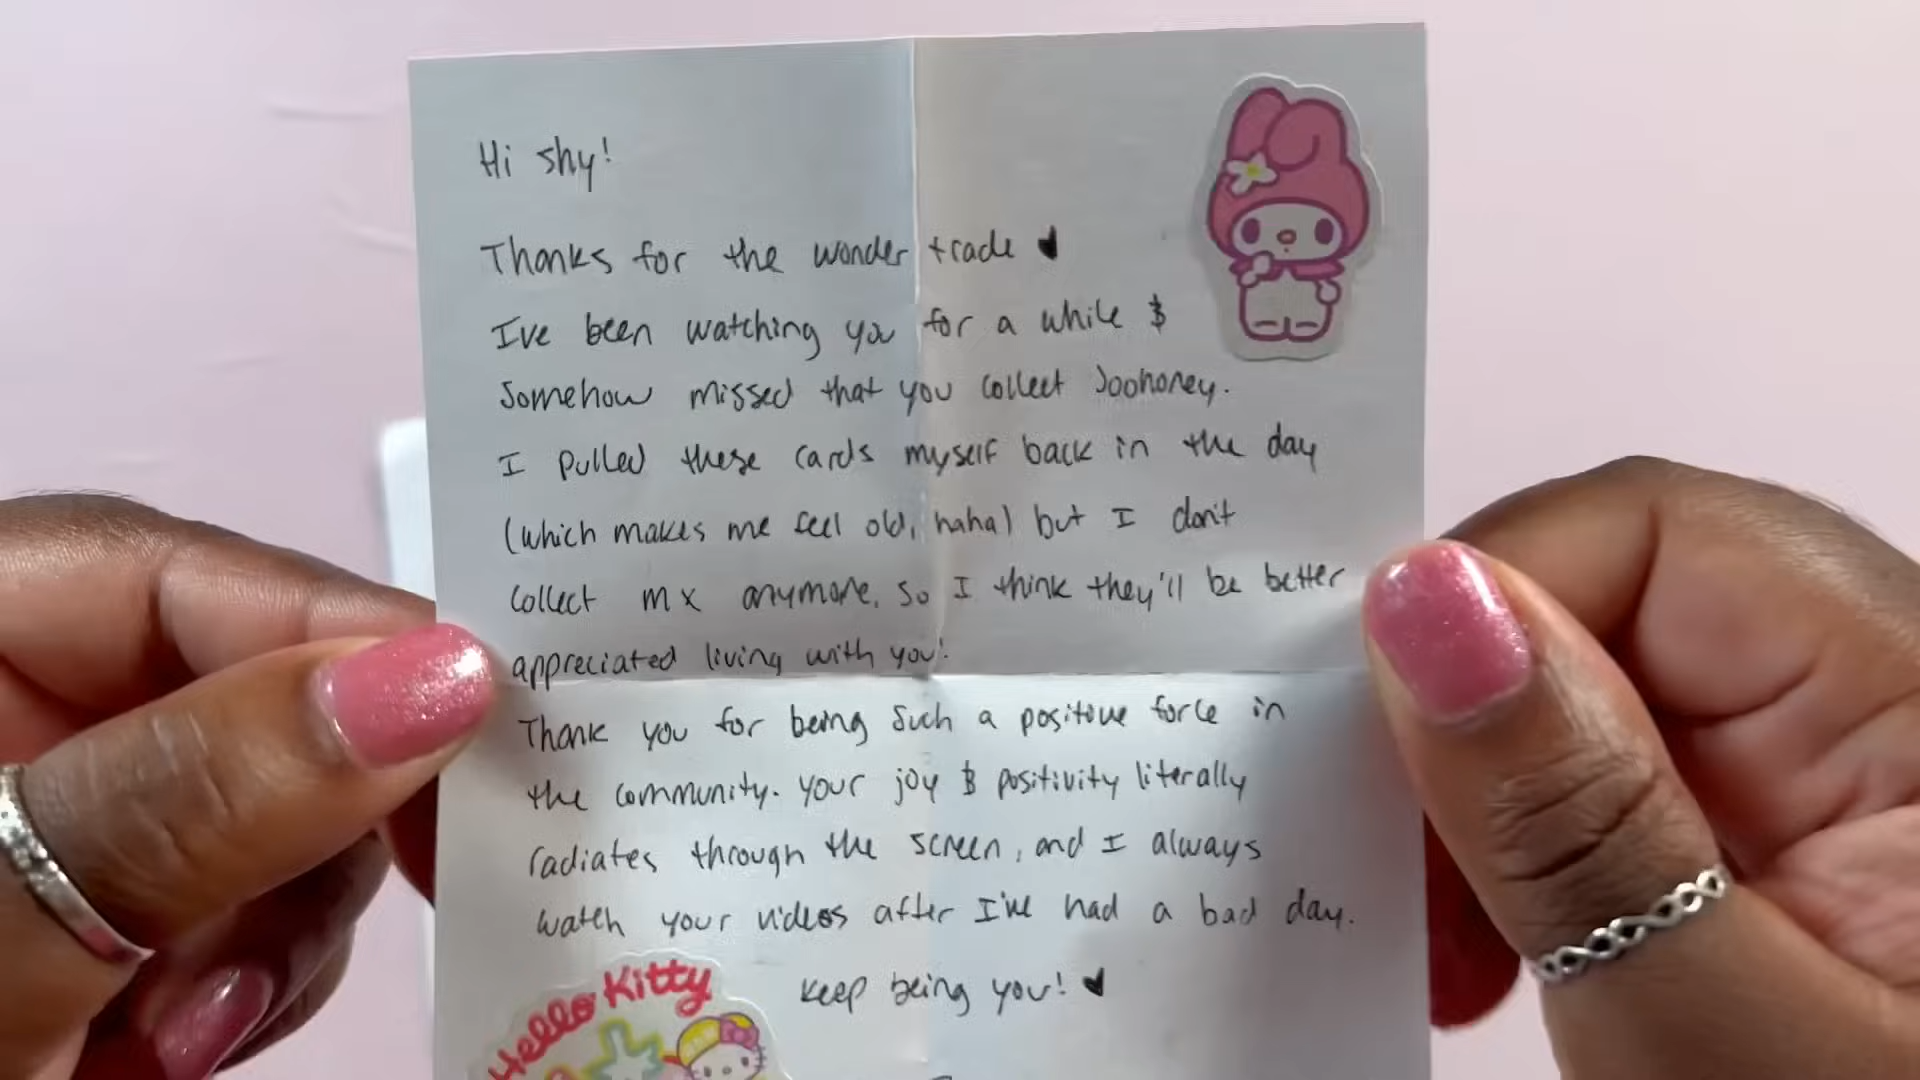 Hi shy!
Thanks for the wonder trade ♥
I've been watching you for a while &
Somehow missed that you collect Joohoney.
I pulled these cards myself back in the day
(which makes me feel old, haha) but I don't
collect mx anymore, so I think they'll be better
appreciated living with you!
Thank you for being such a positive force in
the community. Your joy & positivity literally
radiates through the screen, and I always
watch your videos after I've had a bad day.
Keep being you! ♥
Hello Kitty